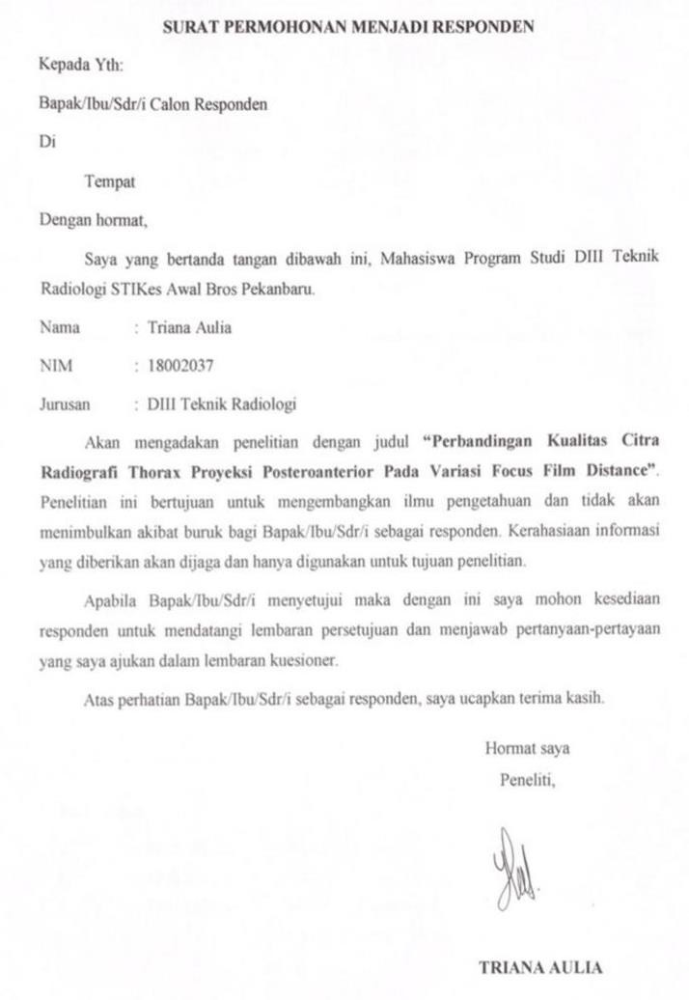 SURAT PERMOHONAN MENJADI RESPONDEN
Kepada Yth:
Bapak/Ibu/Sdr/i Calon Responden
Di
Tempat
Dengan hormat,
Saya yang bertanda tangan dibawah ini, Mahasiswa Program Studi DIII Teknik
Radiologi STIKes Awal Bros Pekanbaru.
Nama : Triana Aulia
NIM : 18002037
Jurusan : DIII Teknik Radiologi
Akan mengadakan penelitian dengan judul “Perbandingan Kualitas Citra
Radiografi Thorax Proyeksi Posteroanterior Pada Variasi Focus Film Distance”.
Penelitian ini bertujuan untuk mengembangkan ilmu pengetahuan dan tidak akan
menimbulkan akibat buruk bagi Bapak/Ibu/Sdr/i sebagai responden. Kerahasiaan informasi
yang diberikan akan dijaga dan hanya digunakan untuk tujuan penelitian.
Apabila Bapak/Ibu/Sdr/i menyetujui maka dengan ini saya mohon kesediaan
responden untuk mendatangi lembaran persetujuan dan menjawab pertanyaan-pertayaan
yang saya ajukan dalam lembaran kuesioner.
Atas perhatian Bapak/Ibu/Sdr/i sebagai responden, saya ucapkan terima kasih.
Hormat saya
Peneliti,
TRIANA AULIA